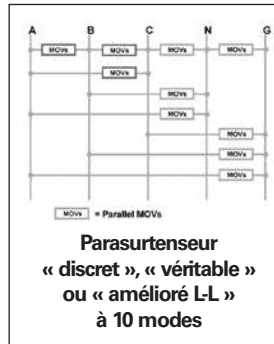 A B C N G
MOVs MOVs MOVs MOVs
MOVs
MOVs
MOVs
MOVs
MOVs
MOVs
MOVs = Parallel MOVs
Parasurtenseur
« discret », « véritable »
ou « amélioré L-L »
à 10 modes